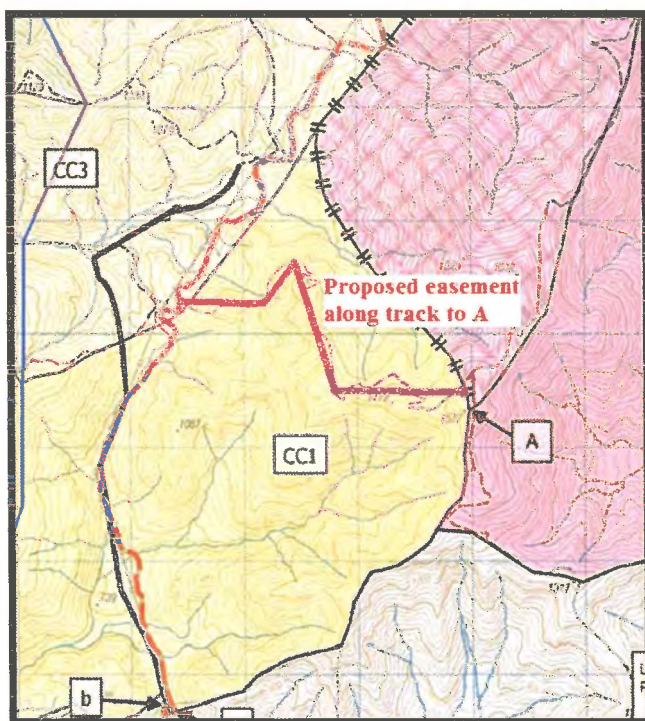 CC3
Proposed easement
along track to A
A
CC1
b